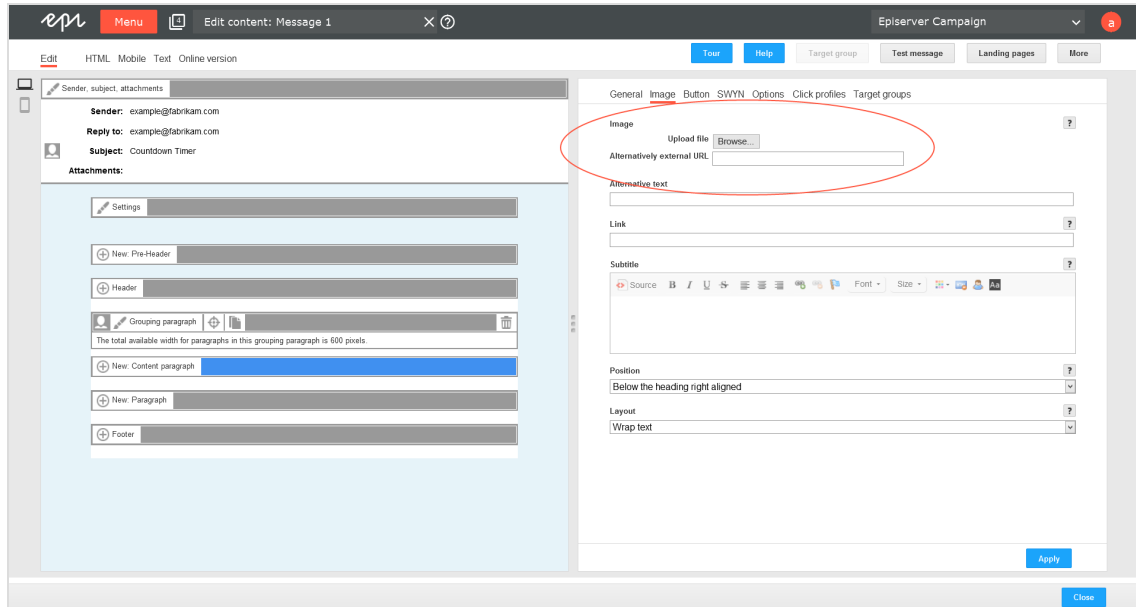 epi Menu 4 Edit content: Message 1 Episerver Campaign a
Edit HTML Mobile Text Online version Tour Help Target group Test message Landing pages More
Sender, subject, attachments
Sender: example@fabrikam.com
Reply to: example@fabrikam.com
Subject: Countdown Timer
Attachments:
Settings
New: Pre-Header
Header
Grouping paragraph
The total available width for paragraphs in this grouping paragraph is 600 pixels.
New: Content paragraph
New: Paragraph
Footer
General Image Button SWYN Options Click profiles Target groups
Image ?
Upload file Browse...
Alternatively external URL
Alternative text
Link ?
Subtitle ?
Source B I U S Font Size Aa
Position ?
Below the heading right aligned
Layout ?
Wrap text
Apply
Close